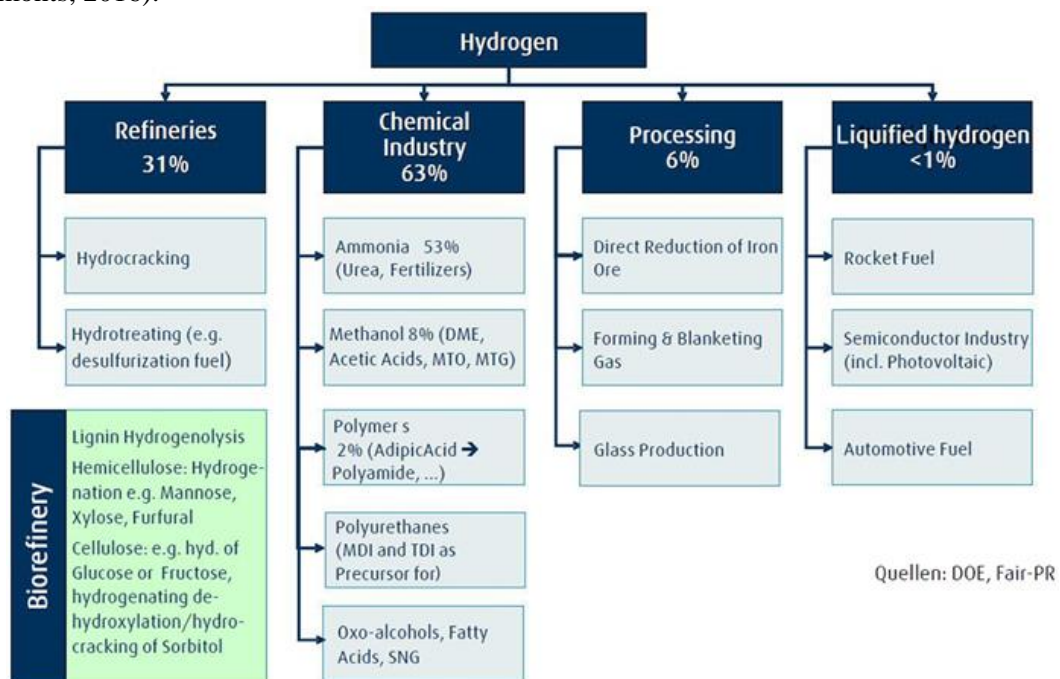 Hydrogen
Refineries
31%
Hydrocracking
Hydrotreating (e.g.
desulfurization fuel)
Biorefinery
Lignin Hydrogenolysis
Hemicellulose: Hydroge-
nation e.g. Mannose,
Xylose, Furfural
Cellulose: e.g. hyd. of
Glucose or Fructose,
hydrogenating de-
hydroxylation/hydro-
cracking of Sorbitol
Chemical
Industry
63%
Ammonia 53%
(Urea, Fertilizers)
Methanol 8% (DME,
Acetic Acids, MTO, MTG)
Polymer s
2% (AdipicAcid ➔
Polyamide, ...)
Polyurethanes
(MDI and TDI as
Precursor for)
Oxo-alcohols, Fatty
Acids, SNG
Processing
6%
Direct Reduction of Iron
Ore
Forming & Blanketing
Gas
Glass Production
Liquified hydrogen
<1%
Rocket Fuel
Semiconductor Industry
(incl. Photovoltaic)
Automotive Fuel
Quellen: DOE, Fair-PR